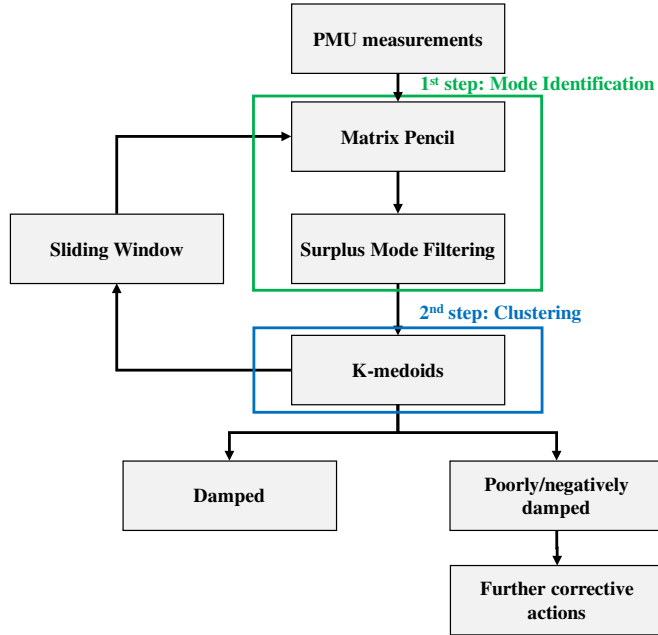 PMU measurements
1st step: Mode Identification
Matrix Pencil
Sliding Window
Surplus Mode Filtering
2nd step: Clustering
K-medoids
Damped
Poorly/negatively
damped
Further corrective
actions